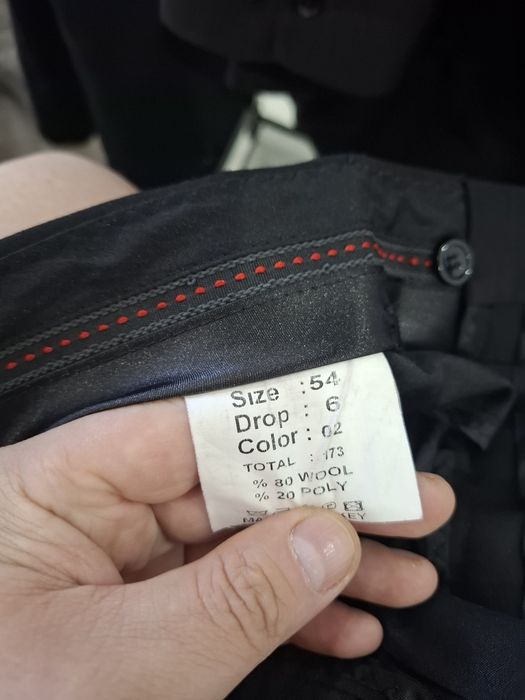 Size : 54
Drop : 6
Color : 02
TOTAL : 173
% 80 WOOL
% 20 POLY